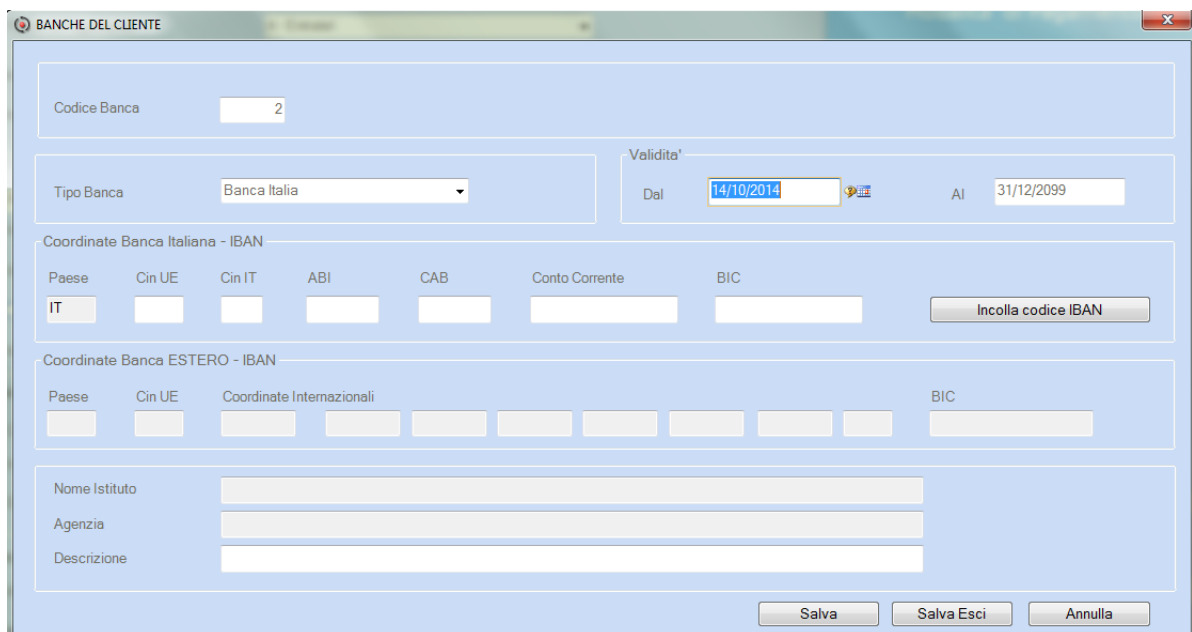 BANCHE DEL CLIENTE
Codice Banca 2
Validita'
Tipo Banca Banca Italia Dal 14/10/2014 Al 31/12/2099
Coordinate Banca Italiana - IBAN
Paese Cin UE Cin IT ABI CAB Conto Corrente BIC
IT Incolla codice IBAN
Coordinate Banca ESTERO - IBAN
Paese Cin UE Coordinate Internazionali BIC
Nome Istituto
Agenzia
Descrizione
Salva Salva Esci Annulla